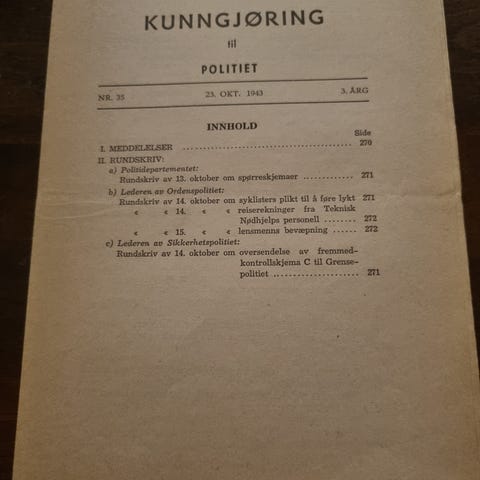 KUNNGJØRING
til
POLITIET
NR. 35 23. OKT. 1943 3. ÅRG
INNHOLD
Side
I. MEDDELELSER ........................................ 270
II. RUNDSKRIV:
a) Politidepartementet:
Rundskriv av 13. oktober om spørreskjemaer ............ 271
b) Lederen av Ordenspolitiet:
Rundskriv av 14. oktober om syklisters plikt til å føre lykt 271
« « 14. « « reiserekninger fra Teknisk
Nødhjelps personell ...... 272
« « 15. « « lensmenns bevæpning ...... 272
c) Lederen av Sikkerhetspolitiet:
Rundskriv av 14. oktober om oversendelse av fremmed-
kontrollskjema C til Grense-
politiet .................... 271